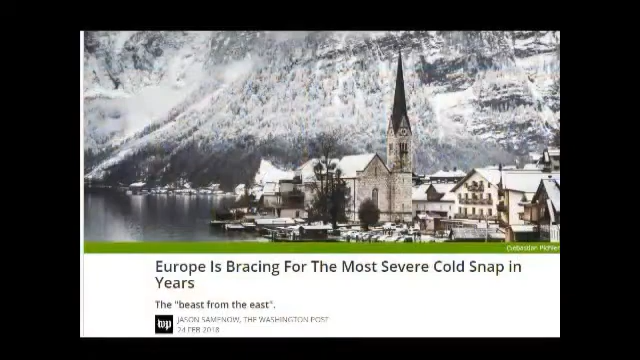 (Sebastian Pichler
Europe Is Bracing For The Most Severe Cold Snap in
Years
The "beast from the east".
wp
JASON SAMENOW, THE WASHINGTON POST
24 FEB 2018